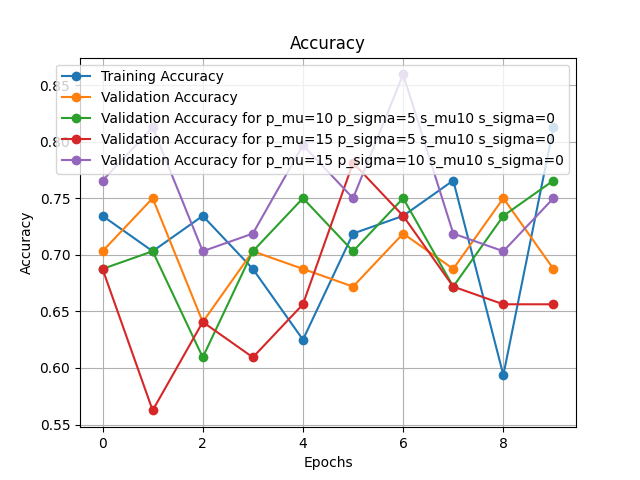 Accuracy
Training Accuracy
Validation Accuracy
Validation Accuracy for p_mu=10 p_sigma=5 s_mu10 s_sigma=0
Validation Accuracy for p_mu=15 p_sigma=5 s_mu10 s_sigma=0
Validation Accuracy for p_mu=15 p_sigma=10 s_mu10 s_sigma=0
Accuracy
0.85
0.80
0.75
0.70
0.65
0.60
0.55
0 2 4 6 8
Epochs